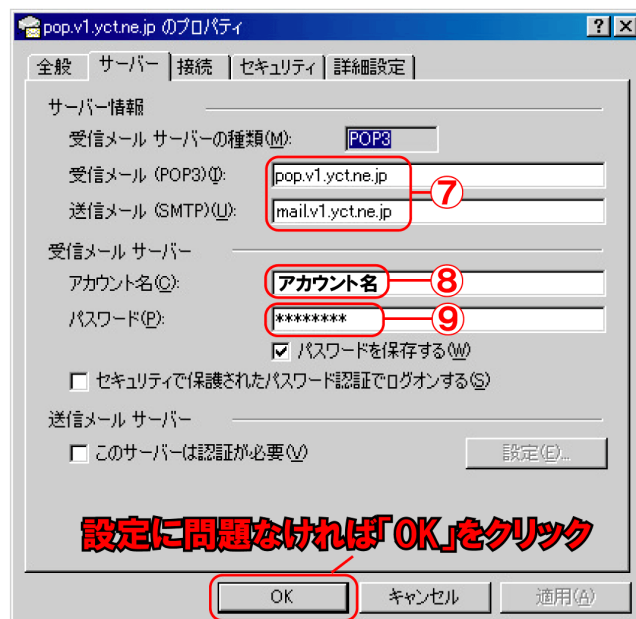 pop.v1.yct.ne.jp のプロパティ
全般 サーバー 接続 セキュリティ 詳細設定
サーバー情報
受信メール サーバーの種類(M): POP3
受信メール (POP3)(I): pop.v1.yct.ne.jp
⑦
送信メール (SMTP)(U): mail.v1.yct.ne.jp
受信メール サーバー
アカウント名(C): アカウント名 ⑧
パスワード(P): ******** ⑨
パスワードを保存する(W)
セキュリティで保護されたパスワード認証でログオンする(S)
送信メール サーバー
このサーバーは認証が必要(V) 設定(E)...
設定に問題なければ「OK」をクリック
OK キャンセル 適用(A)